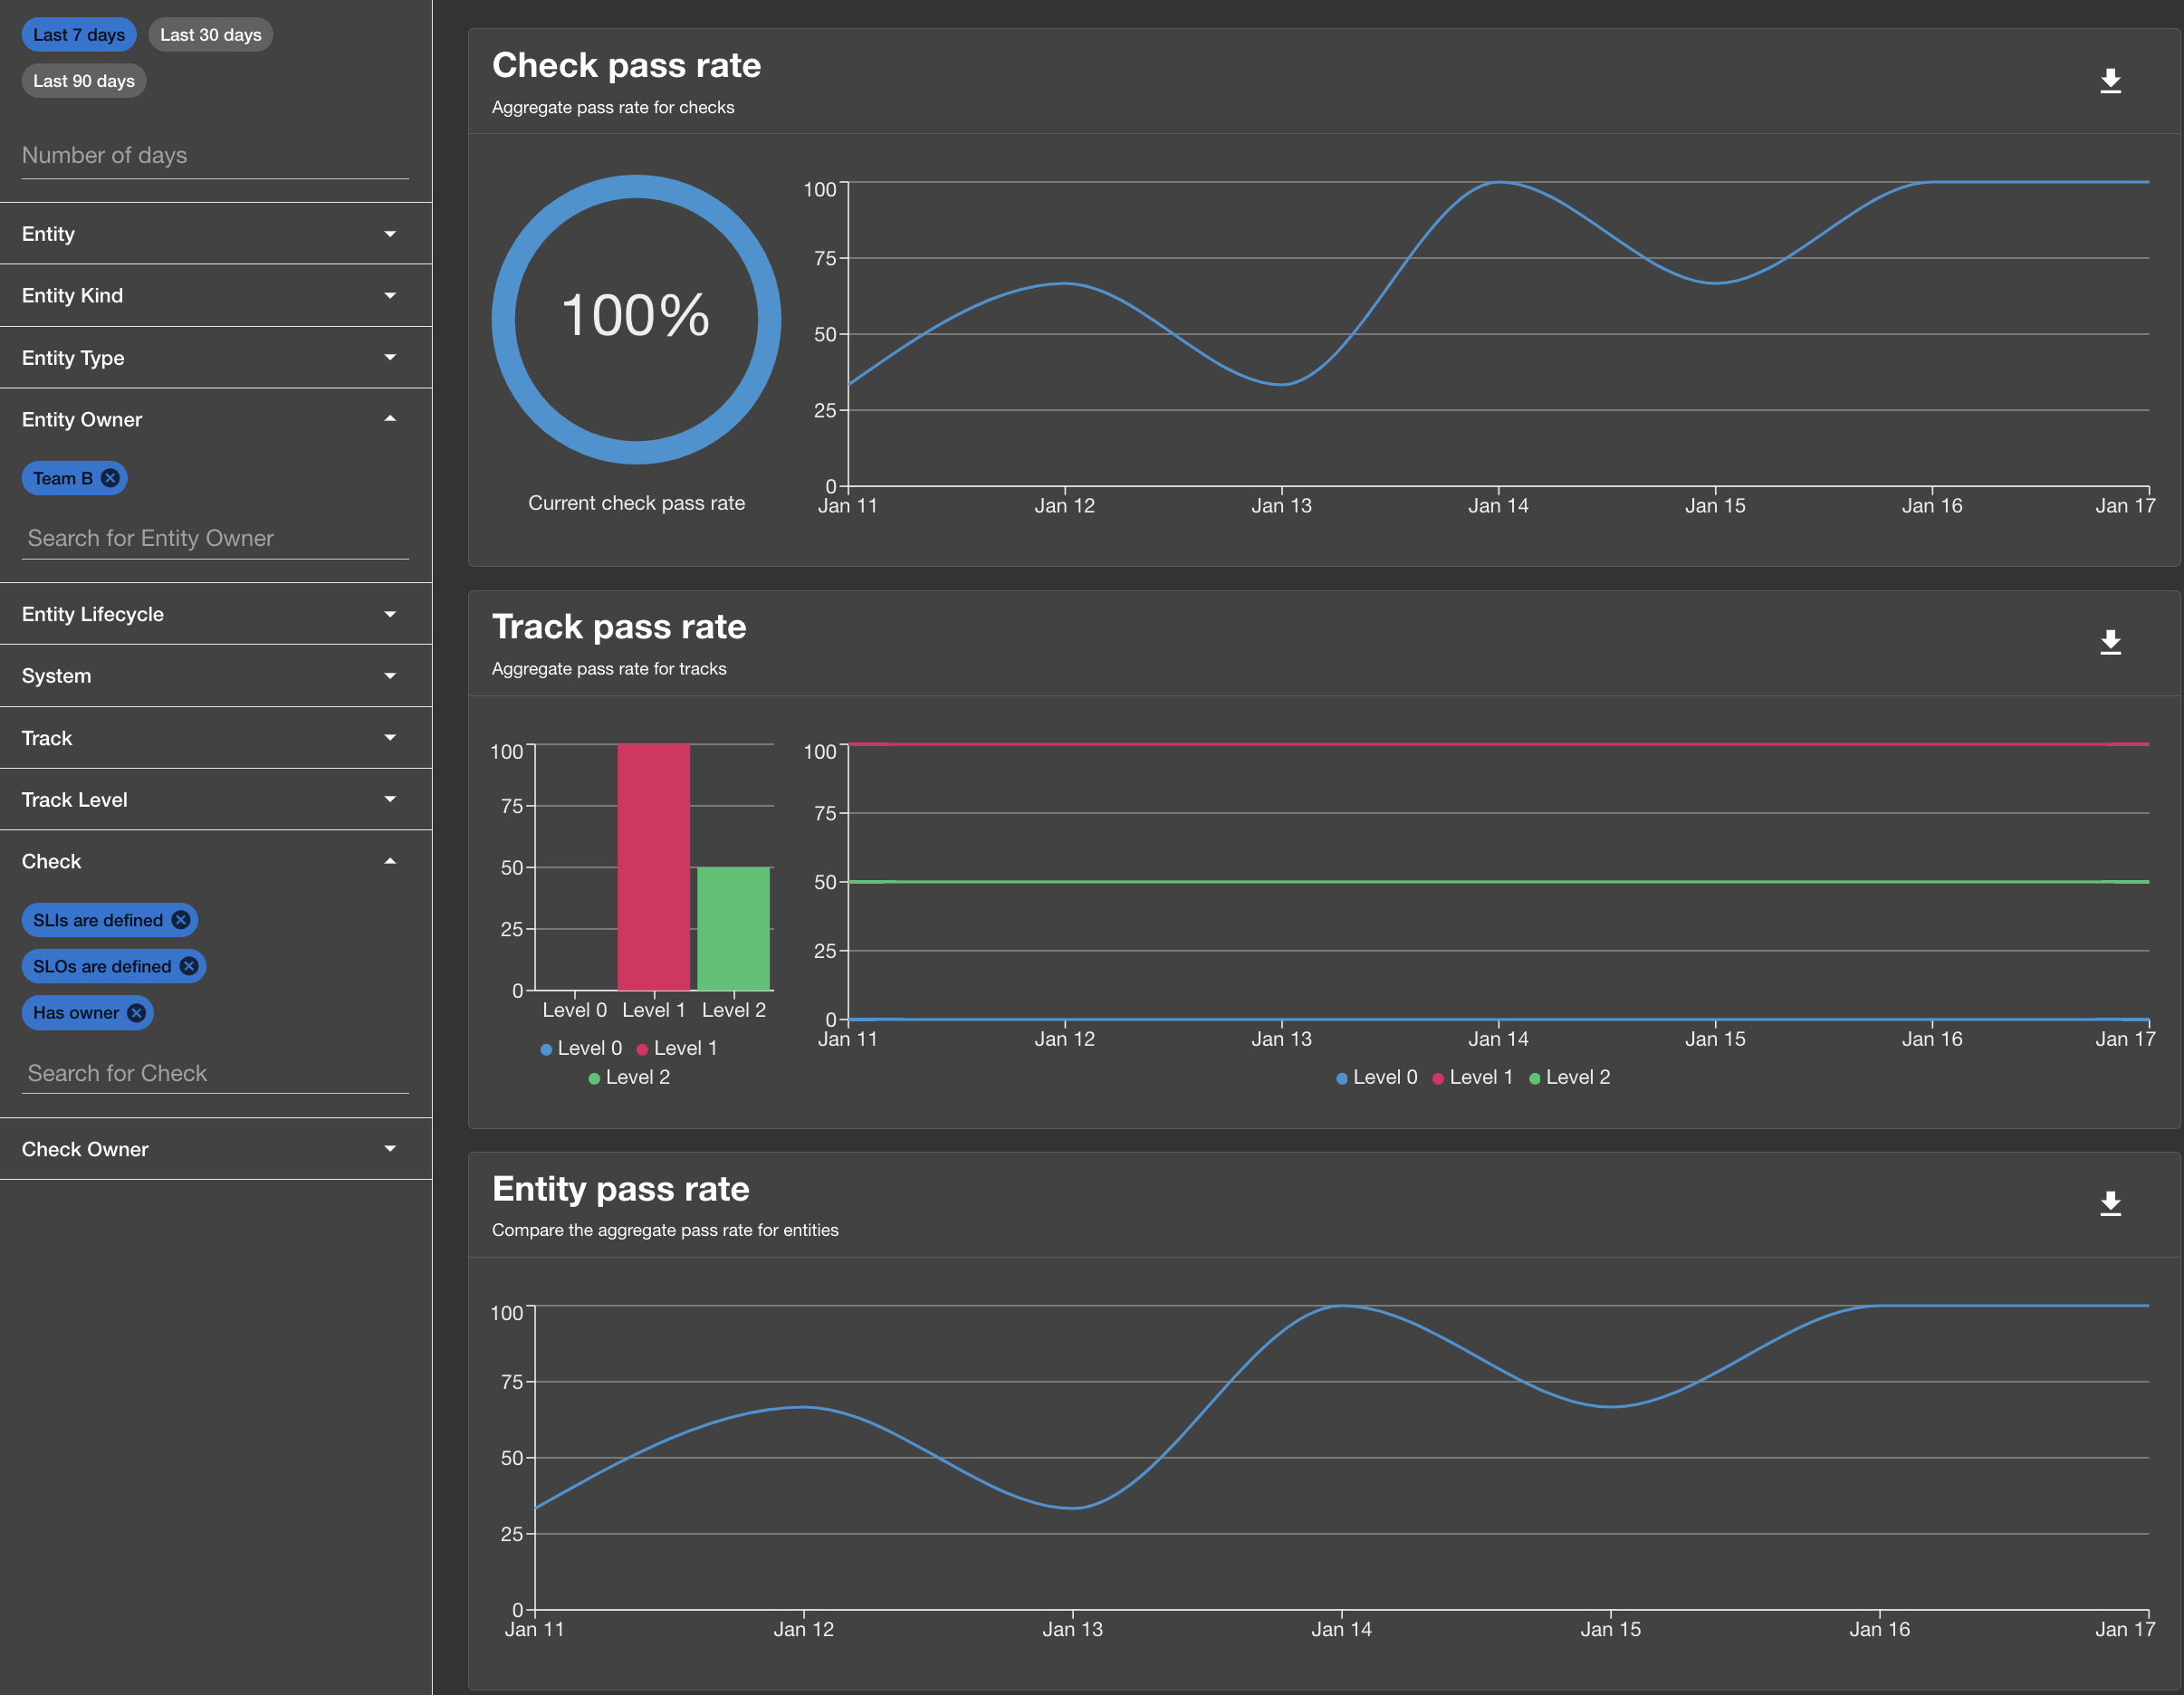 Last 7 days
Last 30 days
Last 90 days
Number of days
Entity
Entity Kind
Entity Type
Entity Owner
Team B
Search for Entity Owner
Entity Lifecycle
System
Track
Track Level
Check
SLIs are defined
SLOs are defined
Has owner
Search for Check
Check Owner
Check pass rate
Aggregate pass rate for checks
100%
Current check pass rate
100
75
50
25
0
Jan 11 Jan 12 Jan 13 Jan 14 Jan 15 Jan 16 Jan 17
Track pass rate
Aggregate pass rate for tracks
100
75
50
25
0
Level 0 Level 1 Level 2
Level 0 Level 1
Level 2
100
75
50
25
0
Jan 11 Jan 12 Jan 13 Jan 14 Jan 15 Jan 16 Jan 17
Level 0 Level 1 Level 2
Entity pass rate
Compare the aggregate pass rate for entities
100
75
50
25
0
Jan 11 Jan 12 Jan 13 Jan 14 Jan 15 Jan 16 Jan 17